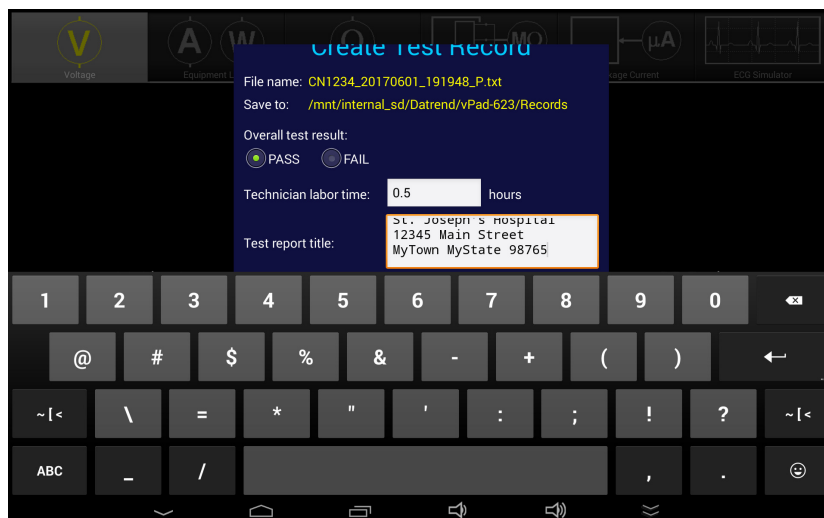 V A W Ω MΩ μA
Voltage Equipment L age Current ECG Simulator
Create Test Record
File name: CN1234_20170601_191948_P.txt
Save to: /mnt/internal_sd/Datrend/vPad-623/Records
Overall test result:
PASS FAIL
Technician labor time: 0.5 hours
St. Joseph's Hospital
12345 Main Street
Test report title: MyTown MyState 98765
1 2 3 4 5 6 7 8 9 0
@ # $ % & - + ( )
~ [ < \ = * " ' : ; ! ? ~ [ <
ABC _ / , .